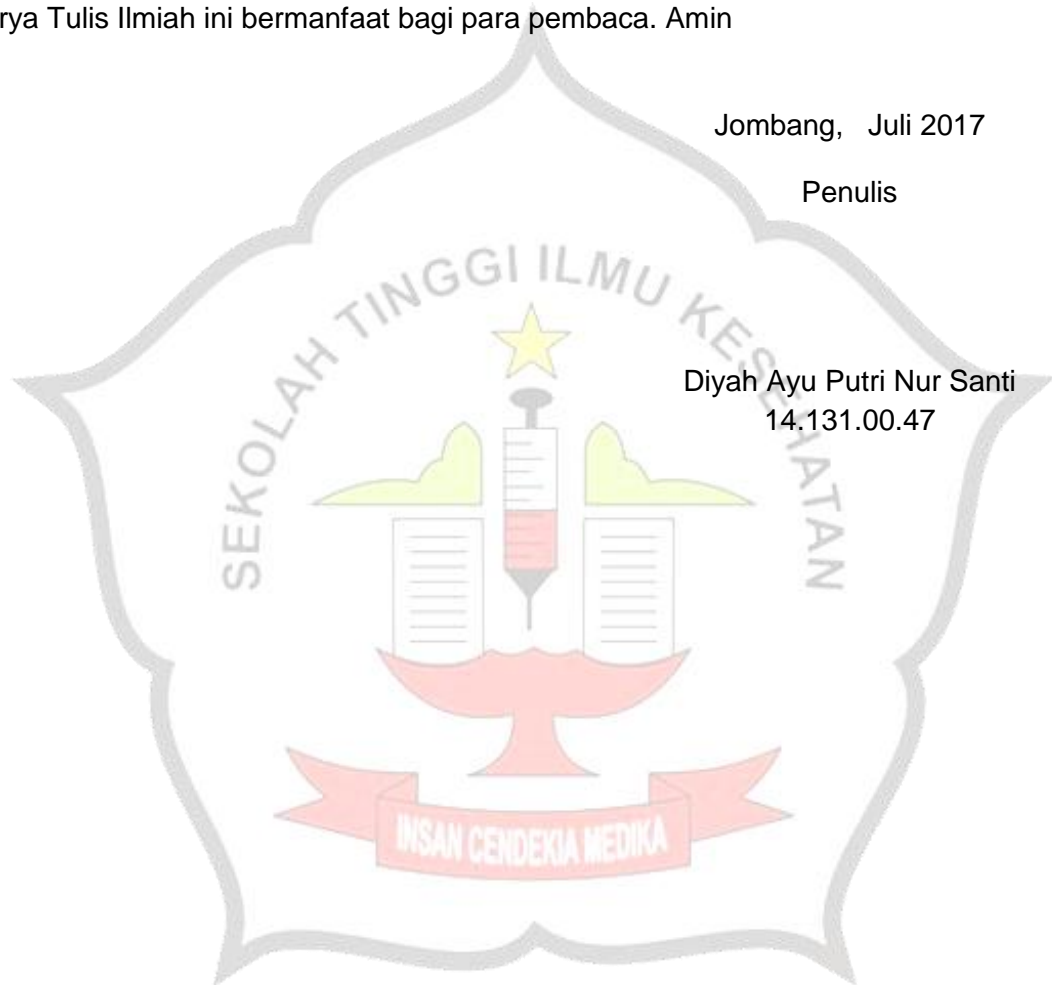 rya Tulis Ilmiah ini bermanfaat bagi para pembaca. Amin
Jombang, Juli 2017
Penulis
SEKOLAH TINGGI ILMU KESEHATAN
Diyah Ayu Putri Nur Santi
14.131.00.47
INSAN CENDEKIA MEDIKA